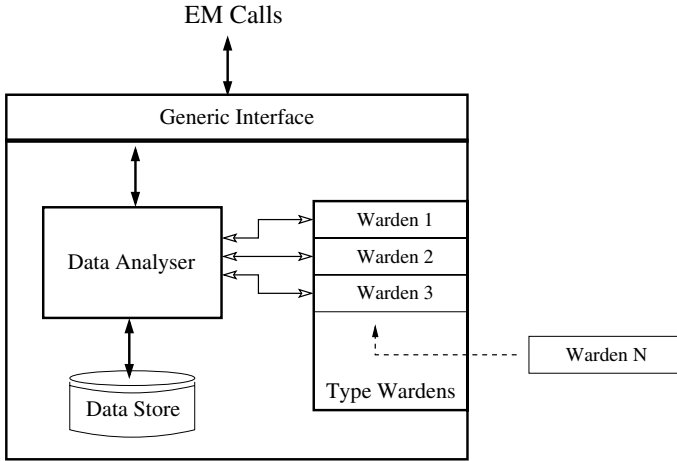 EM Calls
Generic Interface
Warden 1
Data Analyser
Warden 2
Warden 3
Warden N
Type Wardens
Data Store